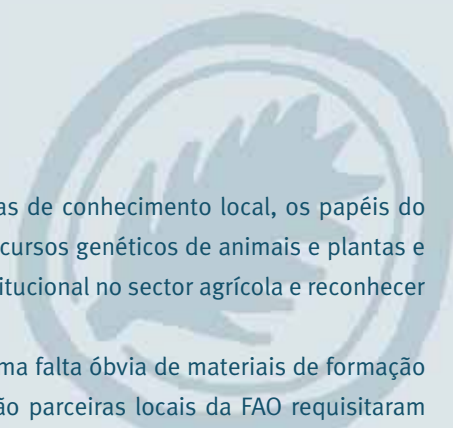 as de conhecimento local, os papéis do
cursos genéticos de animais e plantas e
titucional no sector agrícola e reconhecer
ma falta óbvia de materiais de formação
ão parceiras locais da FAO requisitaram